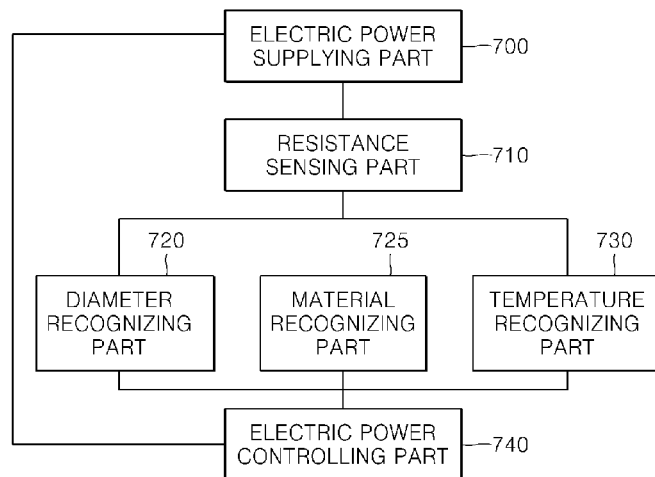 ELECTRIC POWER
SUPPLYING PART
700
RESISTANCE
SENSING PART
710
720
725
730
DIAMETER
RECOGNIZING
PART
MATERIAL
RECOGNIZING
PART
TEMPERATURE
RECOGNIZING
PART
ELECTRIC POWER
CONTROLLING PART
740